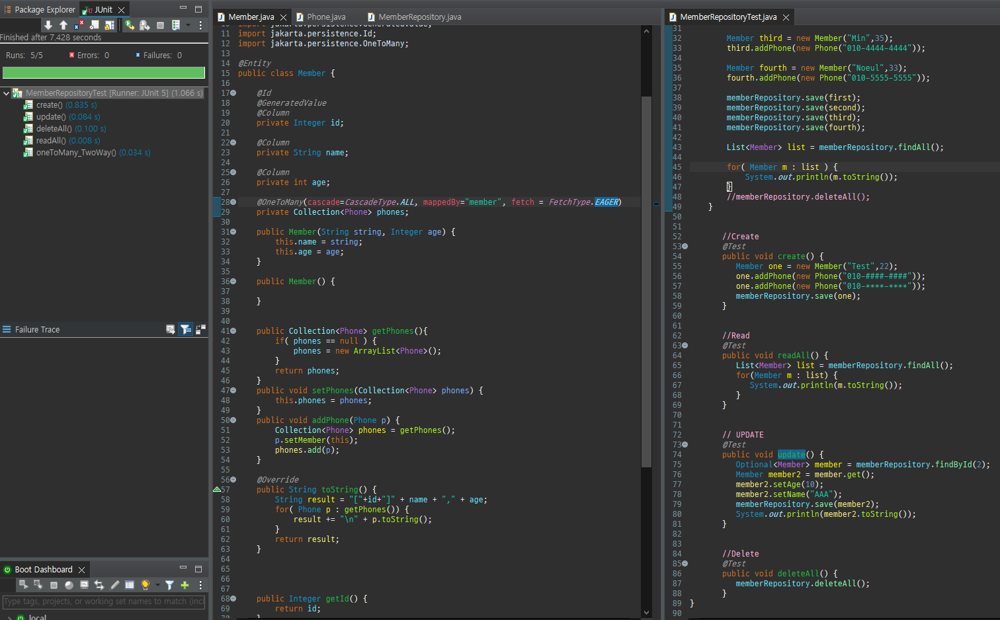 Package Explorer
JUnit
Finished after 7.428 seconds
Runs: 5/5
Errors: 0
Failures: 0
MemberRepositoryTest [Runner: JUnit 5] (1.066 s)
create() (0.835 s)
update() (0.084 s)
deleteAll() (0.100 s)
readAll() (0.008 s)
oneToMany_TwoWay() (0.034 s)
Failure Trace
Boot Dashboard
Type tags, projects, or working set names to match (incl
local
Member.java
Phone.java
MemberRepository.java
10 import jakarta.persistence.GeneratedValue;
11 import jakarta.persistence.Id;
12 import jakarta.persistence.OneToMany;
13
14 @Entity
15 public class Member {
16
17 @Id
18 @GeneratedValue
19 @Column
20 private Integer id;
21
22 @Column
23 private String name;
24
25 @Column
26 private int age;
27
28 @OneToMany(cascade=CascadeType.ALL, mappedBy="member", fetch = FetchType.EAGER)
29 private Collection<Phone> phones;
30
31 public Member(String string, Integer age) {
32 this.name = string;
33 this.age = age;
34 }
35
36 public Member() {
37
38 }
39
40
41 public Collection<Phone> getPhones(){
42 if( phones == null ) {
43 phones = new ArrayList<Phone>();
44 }
45 return phones;
46 }
47 public void setPhones(Collection<Phone> phones) {
48 this.phones = phones;
49 }
50 public void addPhone(Phone p) {
51 Collection<Phone> phones = getPhones();
52 p.setMember(this);
53 phones.add(p);
54 }
55
56 @Override
57 public String toString() {
58 String result = "["+id+"]" + name + "," + age;
59 for( Phone p : getPhones()) {
60 result += "\n" + p.toString();
61 }
62 return result;
63 }
64
65
66
67
68 public Integer getId() {
69 return id;
70 }
MemberRepositoryTest.java
31
32 Member third = new Member("Min",35);
33 third.addPhone(new Phone("010-4444-4444"));
34
35 Member fourth = new Member("Noeul",33);
36 fourth.addPhone(new Phone("010-5555-5555"));
37
38 memberRepository.save(first);
39 memberRepository.save(second);
40 memberRepository.save(third);
41 memberRepository.save(fourth);
42
43 List<Member> list = memberRepository.findAll();
44
45 for( Member m : list ) {
46 System.out.println(m.toString());
47 }
48 //memberRepository.deleteAll();
49 }
50
51
52 //Create
53 @Test
54 public void create() {
55 Member one = new Member("Test",22);
56 one.addPhone(new Phone("010-####-####"));
57 one.addPhone(new Phone("010-****-****"));
58 memberRepository.save(one);
59 }
60
61
62 //Read
63 @Test
64 public void readAll() {
65 List<Member> list = memberRepository.findAll();
66 for(Member m : list) {
67 System.out.println(m.toString());
68 }
69 }
70
71
72 // UPDATE
73 @Test
74 public void update() {
75 Optional<Member> member = memberRepository.findById(2);
76 Member member2 = member.get();
77 member2.setAge(10);
78 member2.setName("AAA");
79 memberRepository.save(member2);
80 System.out.println(member2.toString());
81 }
82
83
84 //Delete
85 @Test
86 public void deleteAll() {
87 memberRepository.deleteAll();
88 }
89 }
90